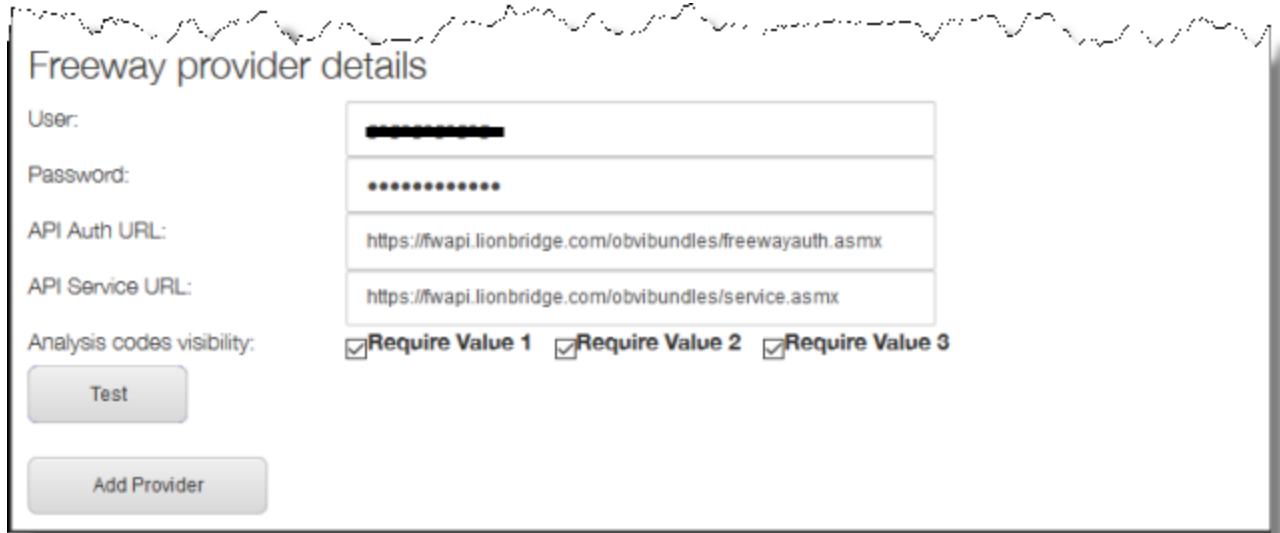 Freeway provider details
User:
Password: •••••••••••••
API Auth URL: https://fwapi.lionbridge.com/obvibundles/freewayauth.asmx
API Service URL: https://fwapi.lionbridge.com/obvibundles/service.asmx
Analysis codes visibility: Require Value 1 Require Value 2 Require Value 3
Test
Add Provider